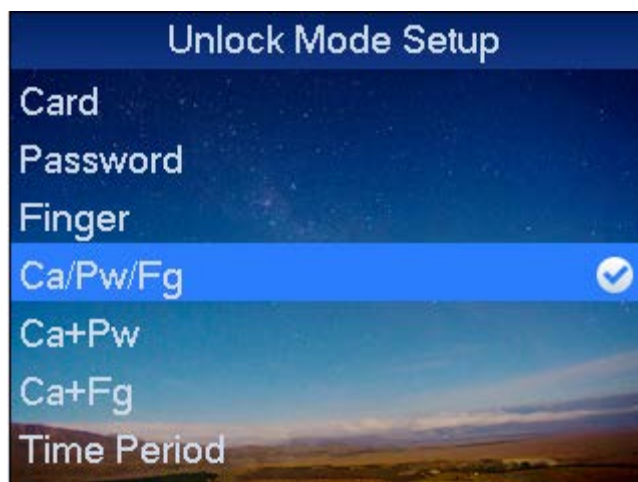 Unlock Mode Setup
Card
Password
Finger
Ca/Pw/Fg
Ca+Pw
Ca+Fg
Time Period